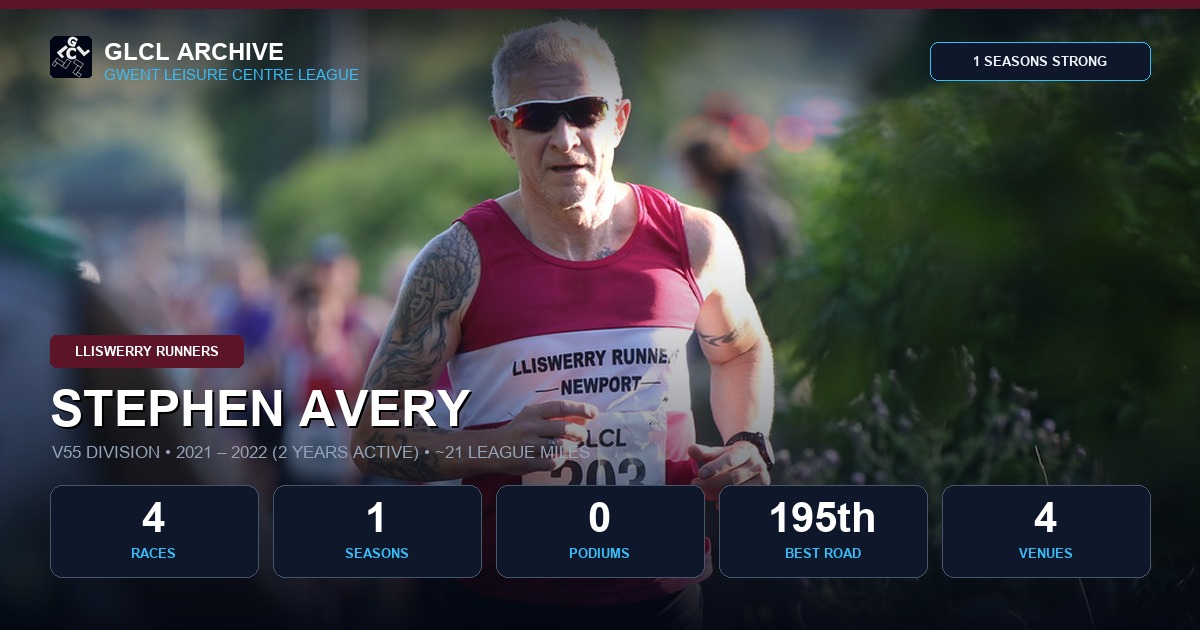 GLCL ARCHIVE
GWENT LEISURE CENTRE LEAGUE
1 SEASONS STRONG
LLISWERRY RUNNE
NEWPORT
GLCL
203
LLISWERRY RUNNERS
STEPHEN AVERY
V55 DIVISION • 2021 – 2022 (2 YEARS ACTIVE) • ~21 LEAGUE MILES
4
RACES
1
SEASONS
0
PODIUMS
195th
BEST ROAD
4
VENUES